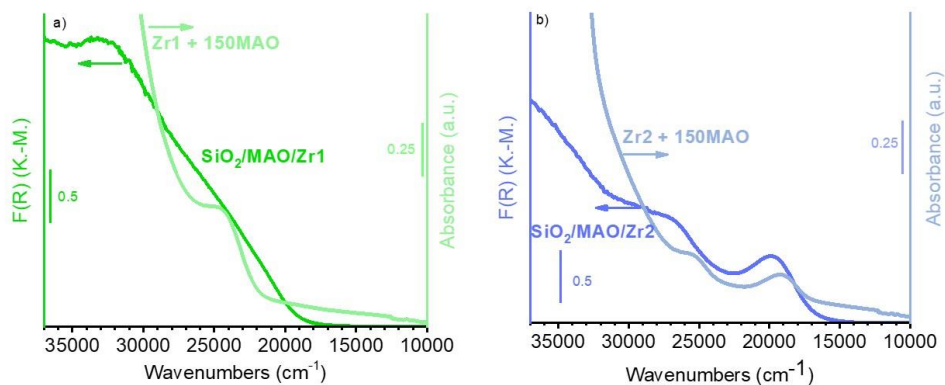 a)
Zr1 + 150MAO
SiO₂/MAO/Zr1
0.5
0.25
F(R) (K.-M.)
Absorbance (a.u.)
35000 30000 25000 20000 15000 10000
Wavenumbers (cm⁻¹)
b)
Zr2 + 150MAO
SiO₂/MAO/Zr2
0.5
0.25
F(R) (K.-M.)
Absorbance (a.u.)
35000 30000 25000 20000 15000 10000
Wavenumbers (cm⁻¹)